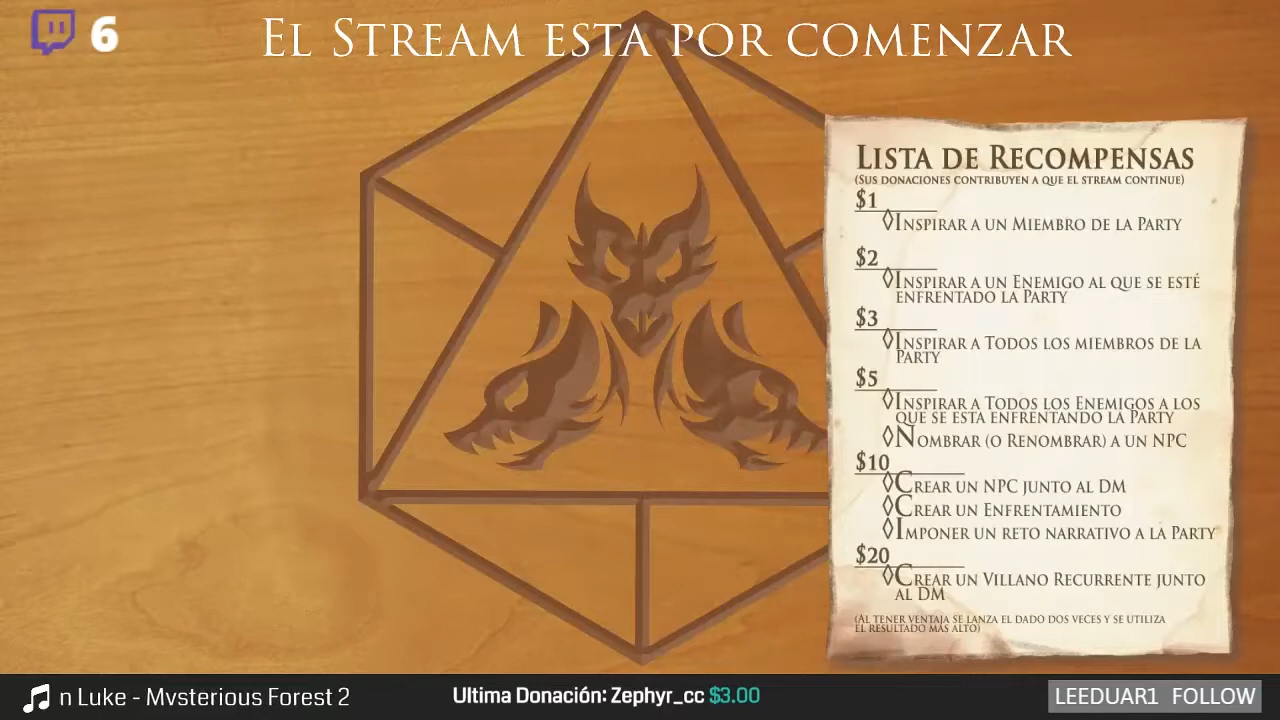 6
El Stream esta por comenzar
Lista de Recompensas
(Sus donaciones contribuyen a que el stream continue)
$1
◊Inspirar a un Miembro de la Party
$2
◊Inspirar a un Enemigo al que se esté
enfrentado la Party
$3
◊Inspirar a Todos los miembros de la
Party
$5
◊Inspirar a Todos los Enemigos a los
que se esta enfrentando la Party
◊Nombrar (o Renombrar) a un NPC
$10
◊Crear un NPC junto al DM
◊Crear un Enfrentamiento
◊Imponer un reto narrativo a la Party
$20
◊Crear un Villano Recurrente junto
al DM
(Al tener ventaja se lanza el dado dos veces y se utiliza
el resultado más alto)
n Luke - Mysterious Forest 2
Ultima Donación: Zephyr_cc $3.00
LEEDUAR1 FOLLOW